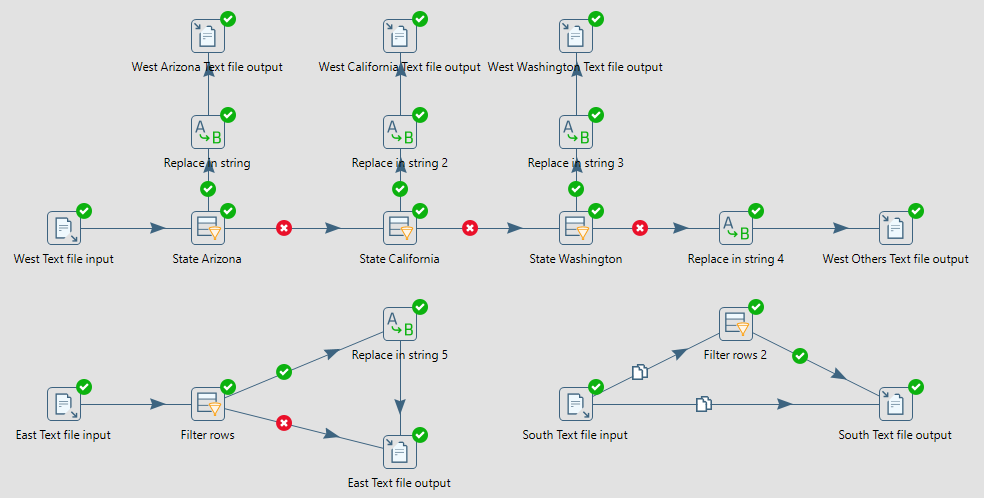 West Arizona Text file output
West California Text file output
West Washington Text file output
A
B
Replace in string
A
B
Replace in string 2
A
B
Replace in string 3
West Text file input
State Arizona
State California
State Washington
A
B
Replace in string 4
West Others Text file output
A
B
Replace in string 5
Filter rows 2
East Text file input
Filter rows
South Text file input
South Text file output
East Text file output